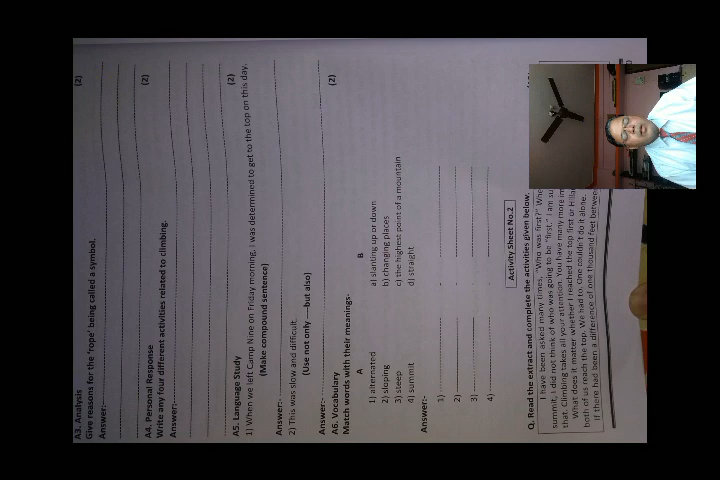 A3. Analysis (2)
Give reasons for the 'rope' being called a symbol.
Answer:-
A4. Personal Response (2)
Write any four different activities related to climbing.
Answer:-
A5. Language Study (2)
1) When we left Camp Nine on Friday morning, I was determined to get to the top on this day.
(Make compound sentence)
Answer:-
2) This was slow and difficult.
(Use not only ----but also)
Answer:-
A6. Vocabulary (2)
Match words with their meanings-
A B
1) alternated a) slanting up or down
2) sloping b) changing places
3) steep c) the highest point of a mountain
4) summit d) straight
Answer:-
1) -
2) -
3) -
4) -
Activity Sheet No.2
Q. Read the extract and complete the activities given below.
I have been asked many times, "Who was first?" Whe
summit, I did not think of who was going to be "first." I am su
that. Climbing takes all your attention. You have many more im
What does it matter whether I reached the top first or Hilla
both of us reach the top. We had to. One couldn't do it alone.
If there had been a difference of one thousand feet betwee